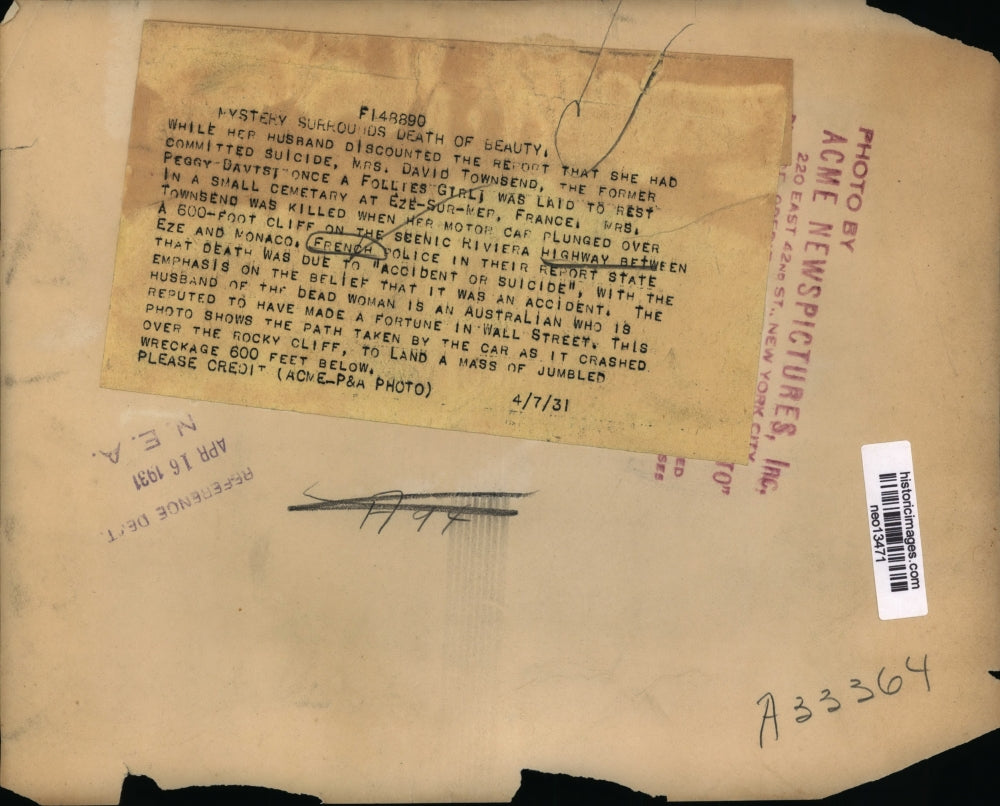 F148890
MYSTERY SURROUNDS DEATH OF BEAUTY.
WHILE HER HUSBAND DISCOUNTED THE REPORT THAT SHE HAD
COMMITTED SUICIDE, MRS. DAVID TOWNSEND, THE FORMER
PEGGY DAVIS, ONCE A FOLLIES GIRL, WAS LAID TO REST
IN A SMALL CEMETARY AT EZE-SUR-MER, FRANCE. MRS.
TOWNSEND WAS KILLED WHEN HER MOTOR CAR PLUNGED OVER
A 600-FOOT CLIFF ON THE SCENIC RIVIERA HIGHWAY BETWEEN
EZE AND MONACO. FRENCH POLICE IN THEIR REPORT STATE
THAT DEATH WAS DUE TO "ACCIDENT OR SUICIDE", WITH THE
EMPHASIS ON THE BELIEF THAT IT WAS AN ACCIDENT. THE
HUSBAND OF THE DEAD WOMAN IS AN AUSTRALIAN WHO IS
REPUTED TO HAVE MADE A FORTUNE IN WALL STREET. THIS
PHOTO SHOWS THE PATH TAKEN BY THE CAR AS IT CRASHED
OVER THE ROCKY CLIFF, TO LAND A MASS OF JUMBLED
WRECKAGE 600 FEET BELOW.
PLEASE CREDIT (ACME-P&A PHOTO)
4/7/31
PHOTO BY
ACME NEWSPICTURES, INC.
220 EAST 42ND ST., NEW YORK CITY
TO"
ED
SES
REFERENCE DEPT.
APR 16 1931
N. E. A.
historicimages.com
neo13471
A33364